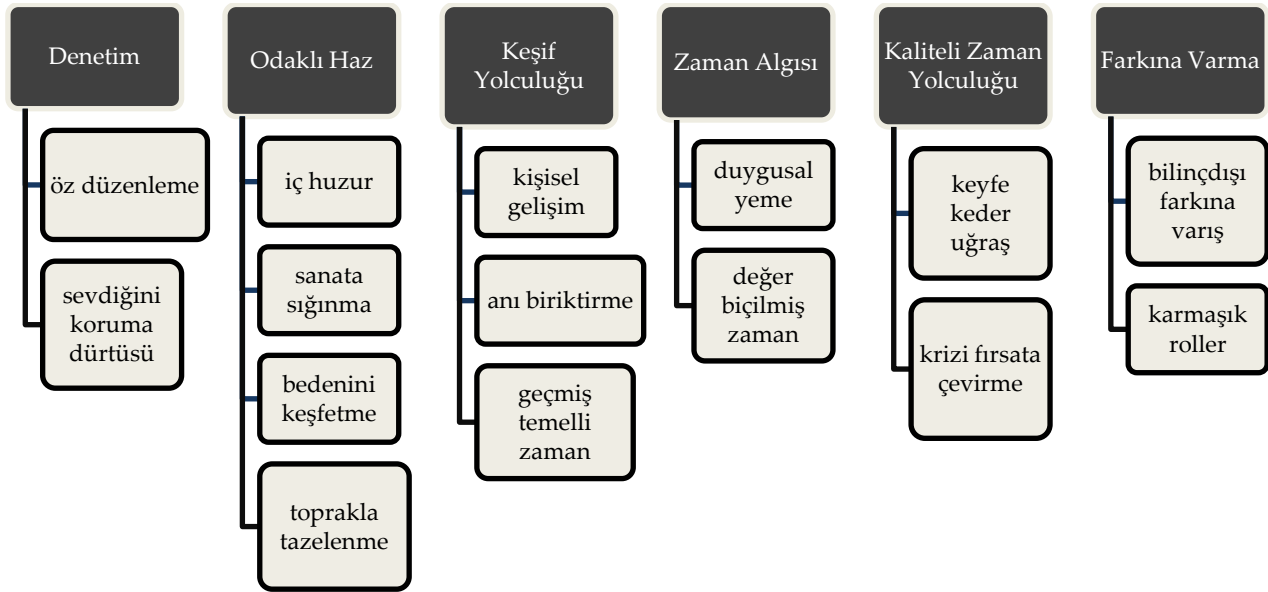 Denetim
öz düzenleme
sevdiğini
koruma
dürtüsü
Odaklı Haz
iç huzur
sanata
sığınma
bedenini
keşfetme
toprakla
tazelenme
Keşif
Yolculuğu
kişisel
gelişim
anı biriktirme
geçmiş
temelli
zaman
Zaman Algısı
duygusal
yeme
değer
biçilmiş
zaman
Kaliteli Zaman
Yolculuğu
keyfe
keder
uğraş
krizi fırsata
çevirme
Farkına Varma
bilinçdışı
farkına
varış
karmaşık
roller